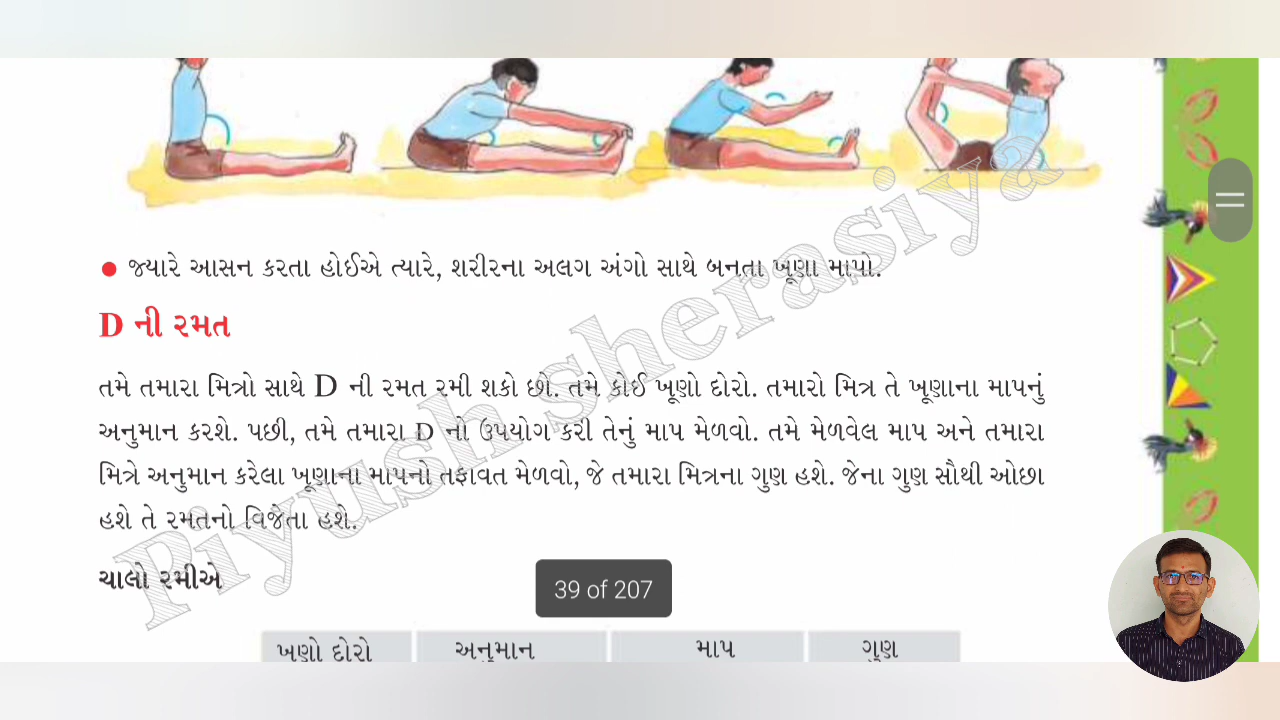 ● જ્યારે આસન કરતા હોઈએ ત્યારે, શરીરના અલગ અંગો સાથે બનતા ખૂણા માપો.
D ની રમત
તમે તમારા મિત્રો સાથે D ની રમત રમી શકો છો. તમે કોઈ ખૂણો દોરો. તમારો મિત્ર તે ખૂણાના માપનું
અનુમાન કરશે. પછી, તમે તમારા D નો ઉપયોગ કરી તેનું માપ મેળવો. તમે મેળવેલ માપ અને તમારા
મિત્રે અનુમાન કરેલા ખૂણાના માપનો તફાવત મેળવો, જે તમારા મિત્રના ગુણ હશે. જેના ગુણ સૌથી ઓછા
હશે તે રમતનો વિજેતા હશે.
ચાલો રમીએ
ખૂણો દોરો અનુમાન માપ ગુણ
39 of 207
Piyush sherasiya